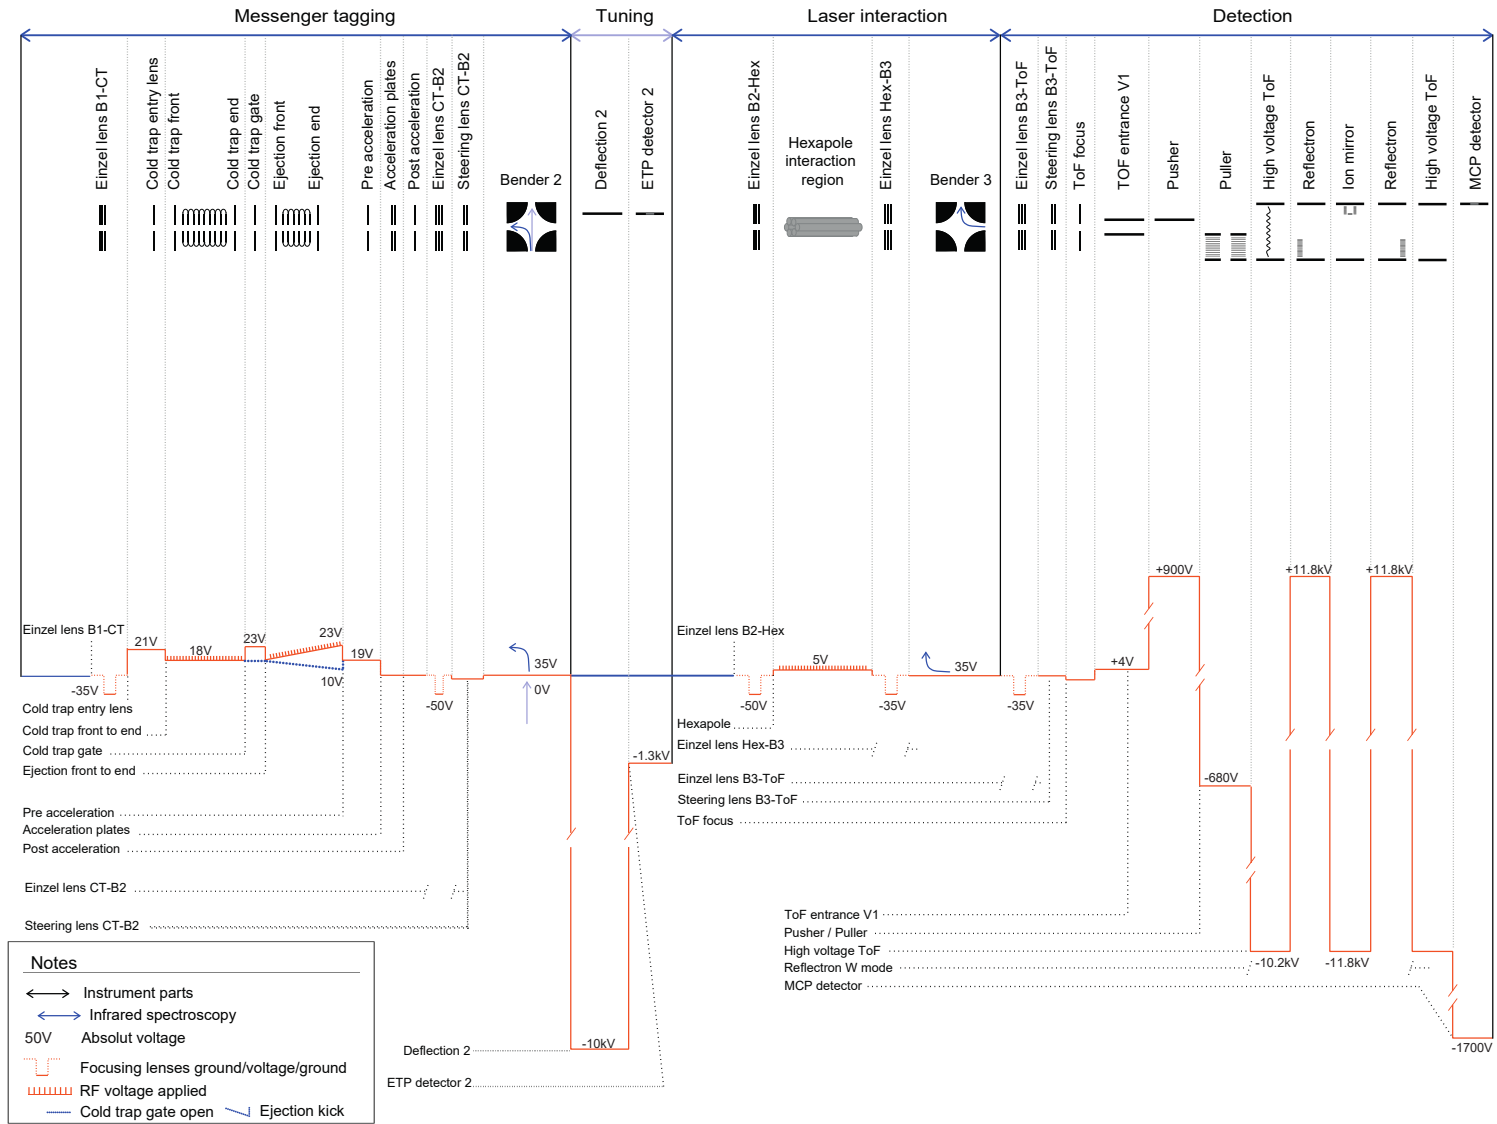 Messenger tagging
Tuning
Laser interaction
Detection
Einzel lens B1-CT
Cold trap entry lens
Cold trap front
Cold trap end
Cold trap gate
Ejection front
Ejection end
Pre acceleration
Acceleration plates
Post acceleration
Einzel lens CT-B2
Steering lens CT-B2
Bender 2
Deflection 2
ETP detector 2
Einzel lens B2-Hex
Hexapole
interaction
region
Einzel lens Hex-B3
Bender 3
Einzel lens B3-ToF
Steering lens B3-ToF
ToF focus
TOF entrance V1
Pusher
Puller
High voltage ToF
Reflectron
Ion mirror
Reflectron
High voltage ToF
MCP detector
+900V
+11.8kV
+11.8kV
Einzel lens B1-CT
21V
18V
23V
23V
19V
10V
35V
0V
-35V
-50V
Einzel lens B2-Hex
5V
35V
+4V
-50V
-35V
-35V
Cold trap entry lens
Cold trap front to end
Cold trap gate
Ejection front to end
Pre acceleration
Acceleration plates
Post acceleration
Einzel lens CT-B2
Steering lens CT-B2
-1.3kV
Hexapole
Einzel lens Hex-B3
Einzel lens B3-ToF
Steering lens B3-ToF
ToF focus
-680V
ToF entrance V1
Pusher / Puller
High voltage ToF
Reflectron W mode
MCP detector
-10.2kV
-11.8kV
-1700V
-10kV
Deflection 2
ETP detector 2
Notes
Instrument parts
Infrared spectroscopy
50V Absolut voltage
Focusing lenses ground/voltage/ground
RF voltage applied
Cold trap gate open
Ejection kick